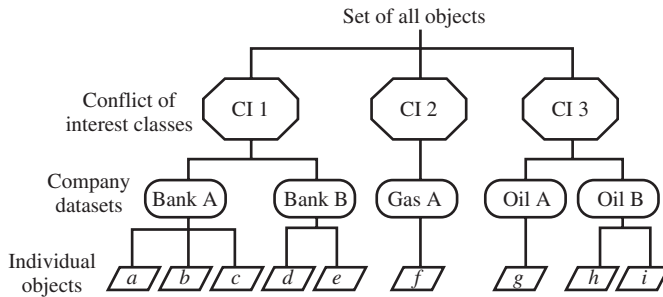 Set of all objects
Conflict of
interest classes
CI 1
CI 2
CI 3
Company
datasets
Bank A
Bank B
Gas A
Oil A
Oil B
Individual
objects
a
b
c
d
e
f
g
h
i